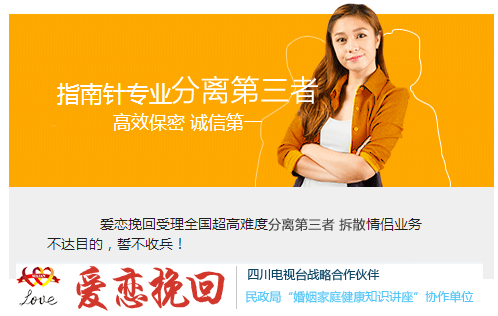 指南针专业分离第三者
高效保密 诚信第一
爱恋挽回受理全国超高难度分离第三者 拆散情侣业务
不达目的，誓不收兵！
Love
爱恋挽回
四川电视台战略合作伙伴
民政局“婚姻家庭健康知识讲座”协作单位